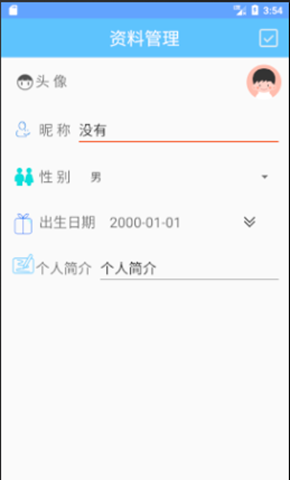 3:54
资料管理
头像
昵称 没有
性别 男
出生日期 2000-01-01
个人简介 个人简介